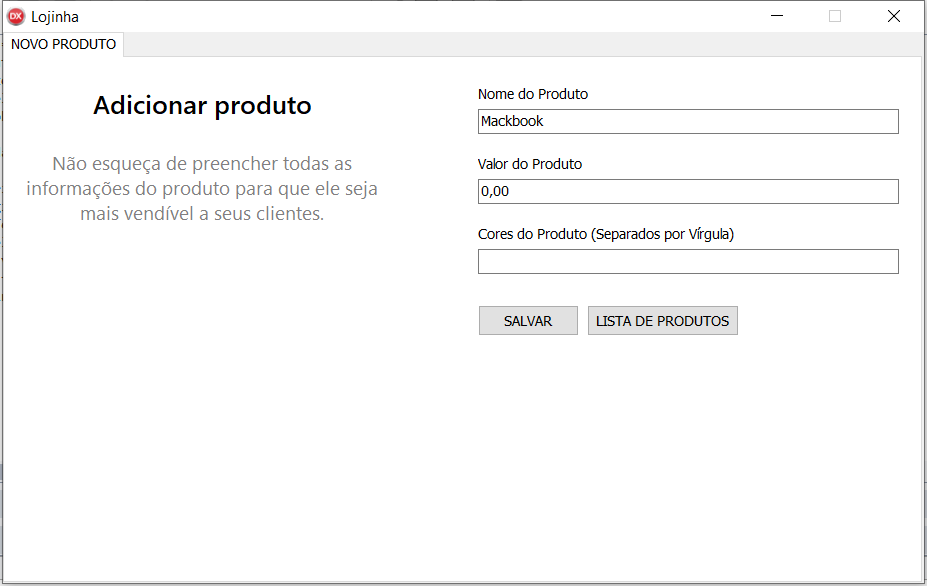 DX Lojinha
NOVO PRODUTO
Adicionar produto
Não esqueça de preencher todas as
informações do produto para que ele seja
mais vendível a seus clientes.
Nome do Produto
Mackbook
Valor do Produto
0,00
Cores do Produto (Separados por Vírgula)
SALVAR LISTA DE PRODUTOS